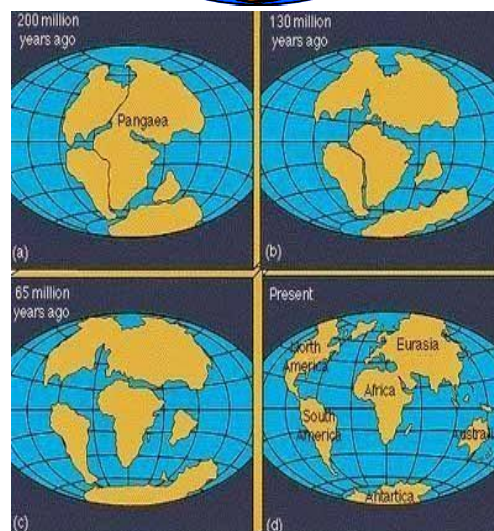 200 million
years ago
Pangaea
(a)
130 million
years ago
(b)
65 million
years ago
(c)
Present
North
America
Eurasia
Africa
South
America
Austral
Antartica
(d)